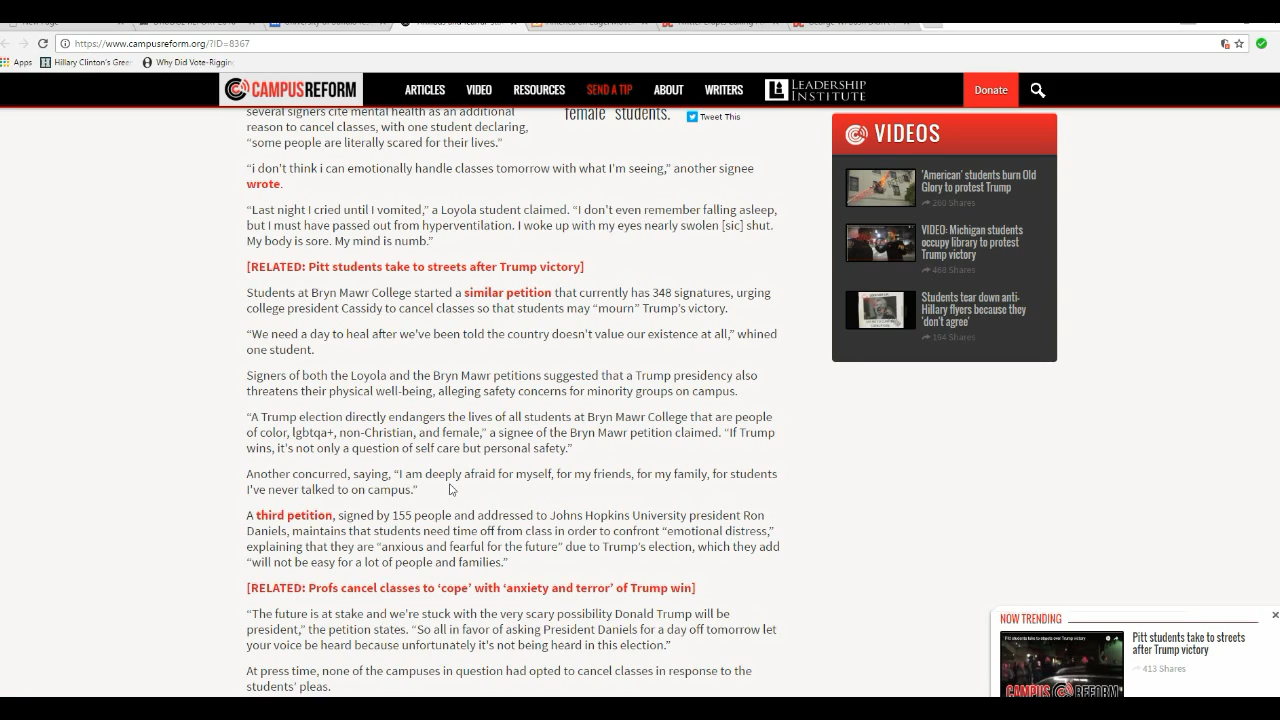 https://www.campusreform.org/?ID=8367
Apps
Hillary Clinton's Gree
Why Did Vote-Rigging
CAMPUSREFORM
ARTICLES
VIDEO
RESOURCES
SEND A TIP
ABOUT
WRITERS
LEADERSHIP
INSTITUTE
Donate
several signers cite mental health as an additional
reason to cancel classes, with one student declaring,
“some people are literally scared for their lives.”
female students.
Tweet This
“i don't think i can emotionally handle classes tomorrow with what I'm seeing,” another signee
wrote.
“Last night I cried until I vomited,” a Loyola student claimed. “I don't even remember falling asleep,
but I must have passed out from hyperventilation. I woke up with my eyes nearly swolen [sic] shut.
My body is sore. My mind is numb.”
[RELATED: Pitt students take to streets after Trump victory]
Students at Bryn Mawr College started a similar petition that currently has 348 signatures, urging
college president Cassidy to cancel classes so that students may “mourn” Trump's victory.
“We need a day to heal after we've been told the country doesn't value our existence at all,” whined
one student.
Signers of both the Loyola and the Bryn Mawr petitions suggested that a Trump presidency also
threatens their physical well-being, alleging safety concerns for minority groups on campus.
“A Trump election directly endangers the lives of all students at Bryn Mawr College that are people
of color, lgbtqa+, non-Christian, and female,” a signee of the Bryn Mawr petition claimed. “If Trump
wins, it's not only a question of self care but personal safety.”
Another concurred, saying, “I am deeply afraid for myself, for my friends, for my family, for students
I've never talked to on campus.”
A third petition, signed by 155 people and addressed to Johns Hopkins University president Ron
Daniels, maintains that students need time off from class in order to confront “emotional distress,”
explaining that they are “anxious and fearful for the future” due to Trump's election, which they add
“will not be easy for a lot of people and families.”
[RELATED: Profs cancel classes to ‘cope’ with ‘anxiety and terror’ of Trump win]
“The future is at stake and we're stuck with the very scary possibility Donald Trump will be
president,” the petition states. “So all in favor of asking President Daniels for a day off tomorrow let
your voice be heard because unfortunately it's not being heard in this election.”
At press time, none of the campuses in question had opted to cancel classes in response to the
students' pleas.
VIDEOS
'American' students burn Old
Glory to protest Trump
260 Shares
VIDEO: Michigan students
occupy library to protest
Trump victory
468 Shares
Students tear down anti-
Hillary flyers because they
'don't agree'
194 Shares
NOW TRENDING
Pitt students take to streets
after Trump victory
413 Shares
CAMPUS REFORM